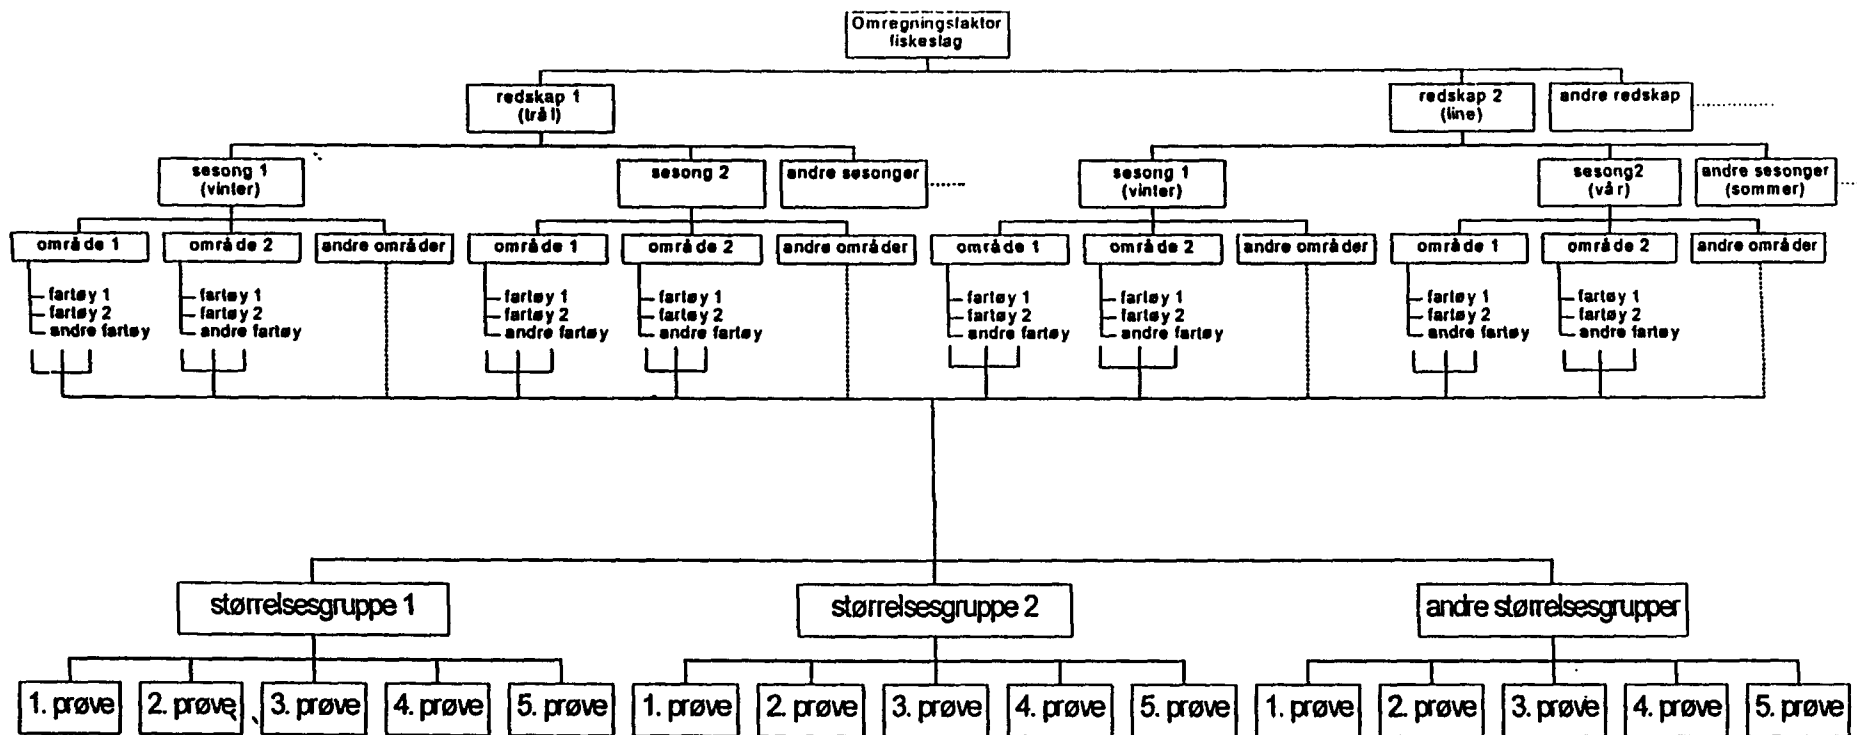 Omregningsfaktor
fiskeslag
redskap 1
(trål)
redskap 2
(line)
andre redskap
sesong 1
(vinter)
sesong 2
andre sesonger
sesong 1
(vinter)
sesong2
(vår)
andre sesonger
(sommer)
område 1
område 2
andre områder
område 1
område 2
andre områder
område 1
område 2
andre områder
område 1
område 2
andre områder
fartøy 1
fartøy 2
andre fartøy
fartøy 1
fartøy 2
andre fartøy
fartøy 1
fartøy 2
andre fartøy
fartøy 1
fartøy 2
andre fartøy
fartøy 1
fartøy 2
andre fartøy
fartøy 1
fartøy 2
andre fartøy
fartøy 1
fartøy 2
andre fartøy
fartøy 1
fartøy 2
andre fartøy
størrelsesgruppe 1
størrelsesgruppe 2
andre størrelsesgrupper
1. prøve
2. prøve
3. prøve
4. prøve
5. prøve
1. prøve
2. prøve
3. prøve
4. prøve
5. prøve
1. prøve
2. prøve
3. prøve
4. prøve
5. prøve